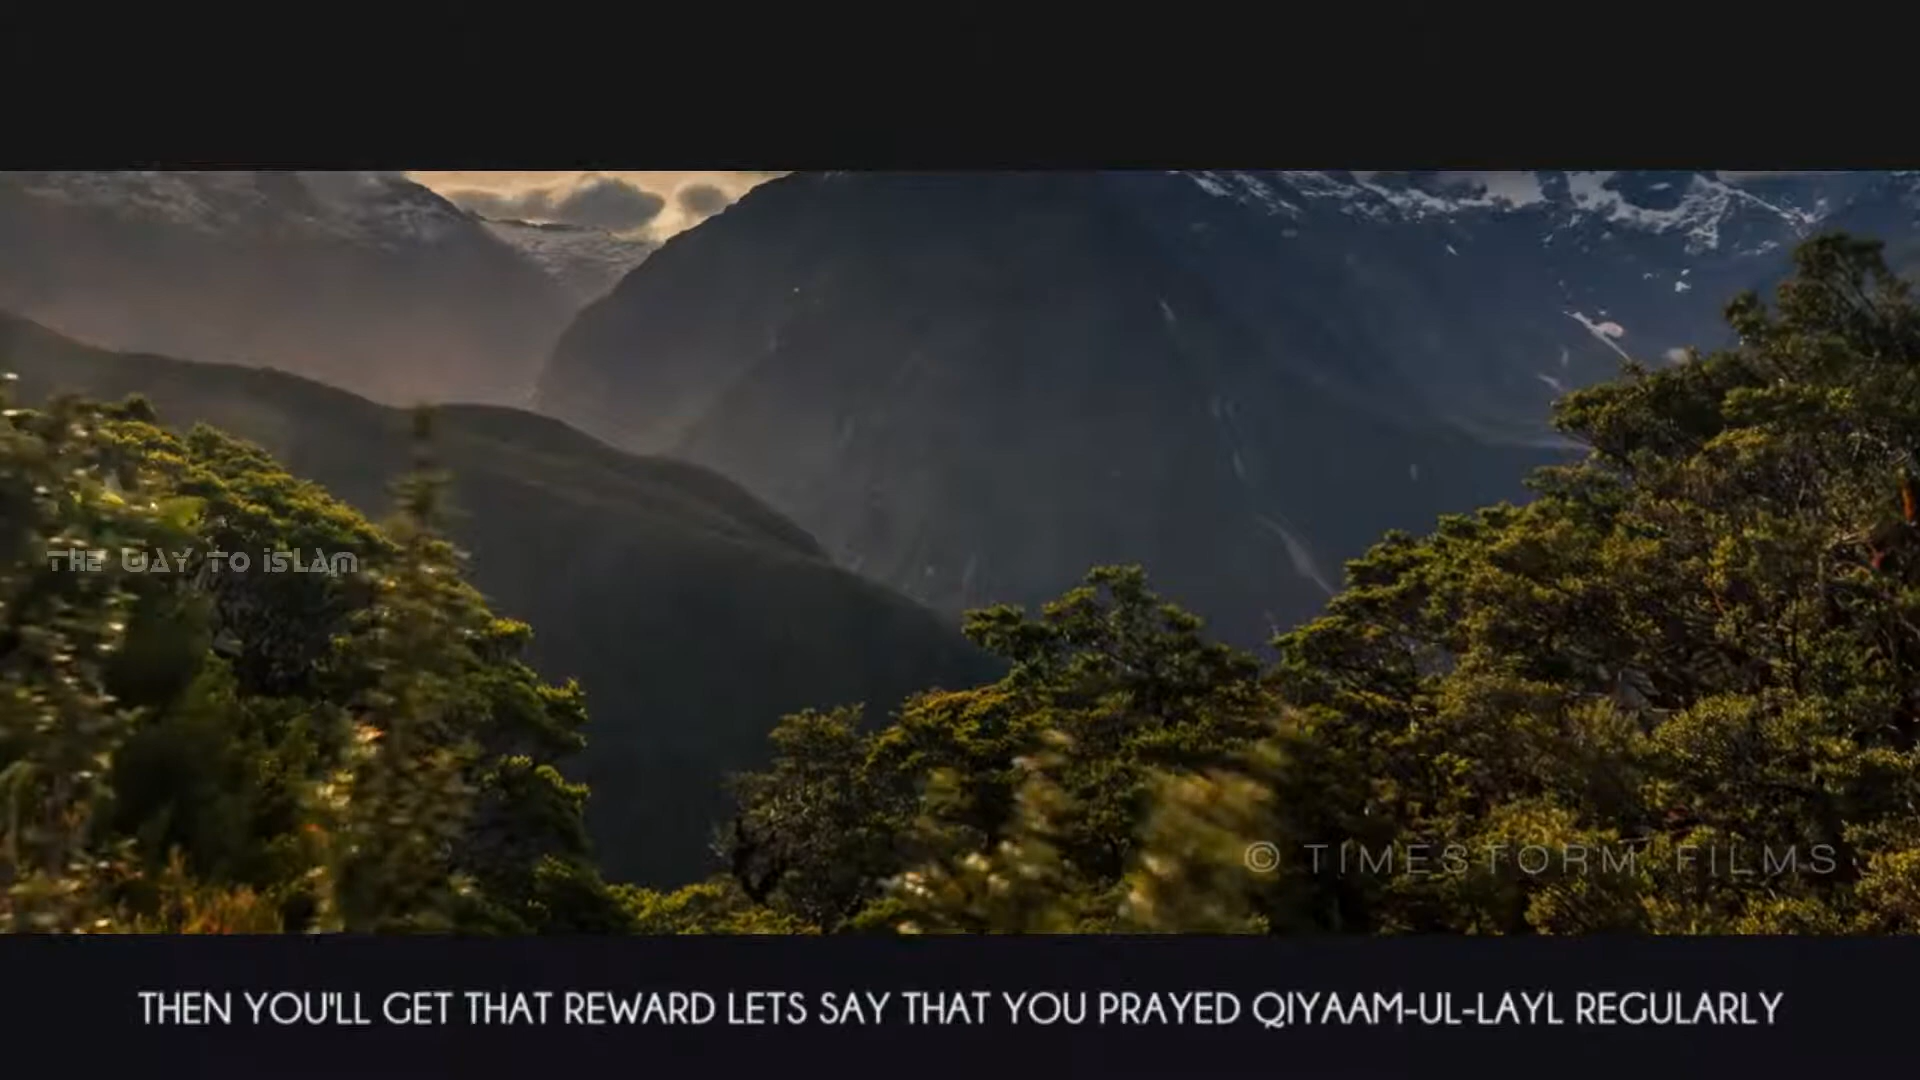 THE WAY TO ISLAM
© TIMESTORM FILMS
THEN YOU'LL GET THAT REWARD LETS SAY THAT YOU PRAYED QIYAAM-UL-LAYL REGULARLY